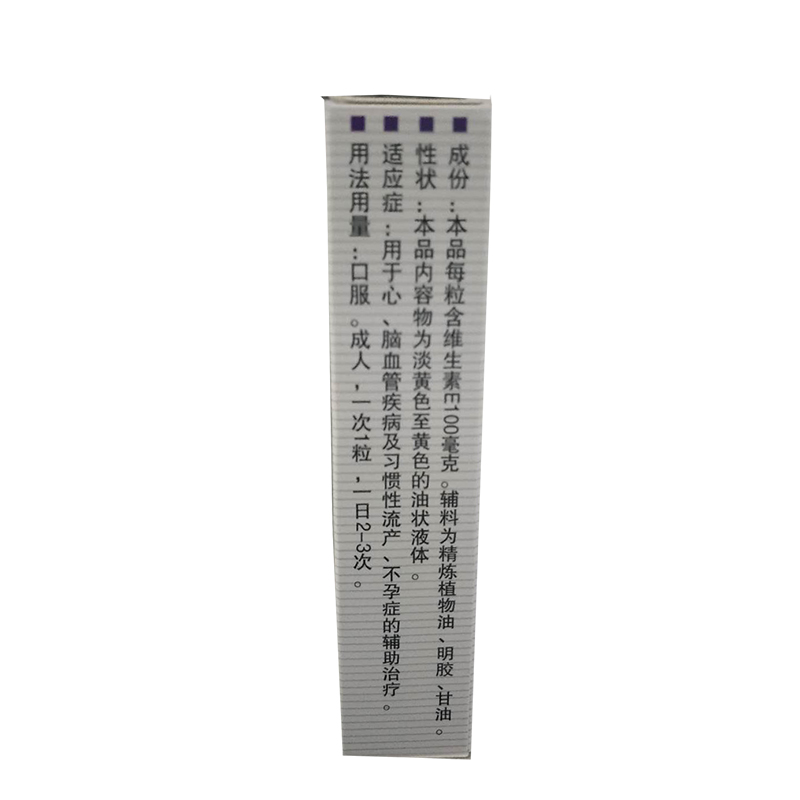 ■成份：本品每粒含维生素E100毫克。辅料为精炼植物油、明胶、甘油。
■性状：本品内容物为淡黄色至黄色的油状液体。
■适应症：用于心、脑血管疾病及习惯性流产、不孕症的辅助治疗。
■用法用量：口服。成人，一次1粒，一日2-3次。